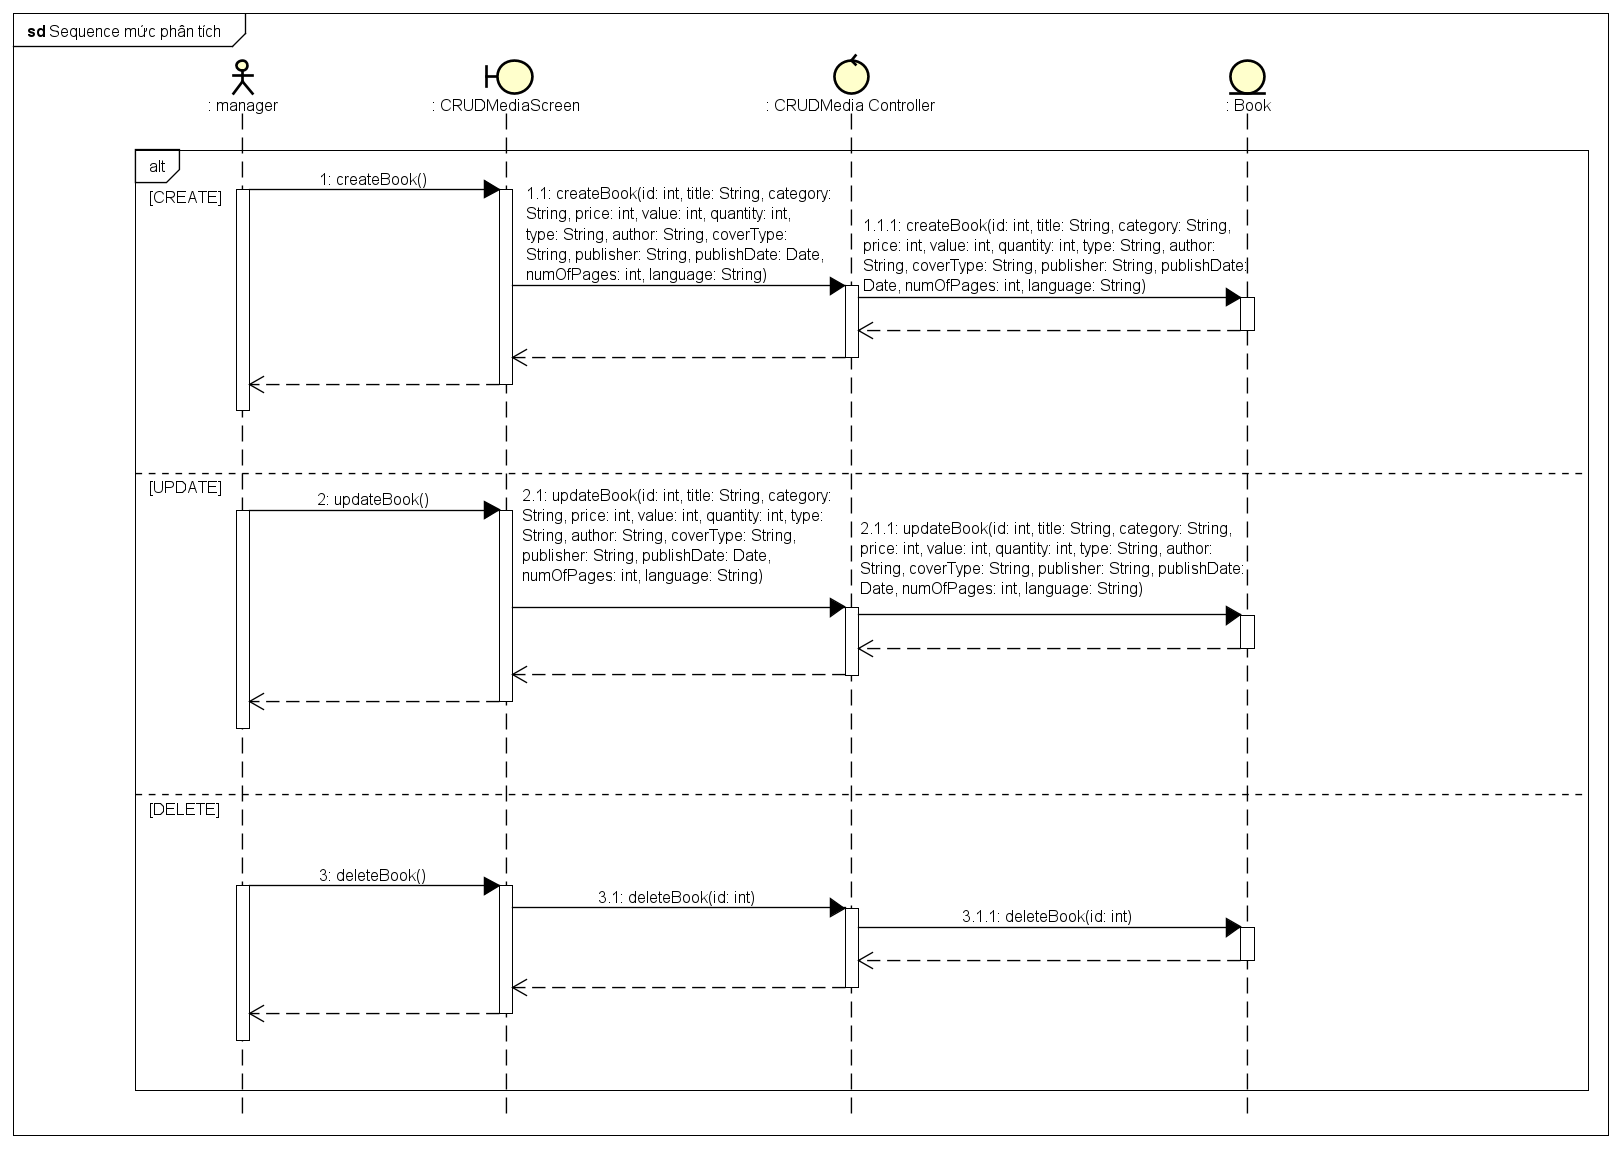 sd Sequence mức phân tích
: manager
: CRUDMediaScreen
: CRUDMedia Controller
: Book
alt
[CREATE]
1: createBook()
1.1: createBook(id: int, title: String, category:
String, price: int, value: int, quantity: int,
type: String, author: String, coverType:
String, publisher: String, publishDate: Date,
numOfPages: int, language: String)
1.1.1: createBook(id: int, title: String, category: String,
price: int, value: int, quantity: int, type: String, author:
String, coverType: String, publisher: String, publishDate:
Date, numOfPages: int, language: String)
[UPDATE]
2: updateBook()
2.1: updateBook(id: int, title: String, category:
String, price: int, value: int, quantity: int, type:
String, author: String, coverType: String,
publisher: String, publishDate: Date,
numOfPages: int, language: String)
2.1.1: updateBook(id: int, title: String, category: String,
price: int, value: int, quantity: int, type: String, author:
String, coverType: String, publisher: String, publishDate:
Date, numOfPages: int, language: String)
[DELETE]
3: deleteBook()
3.1: deleteBook(id: int)
3.1.1: deleteBook(id: int)